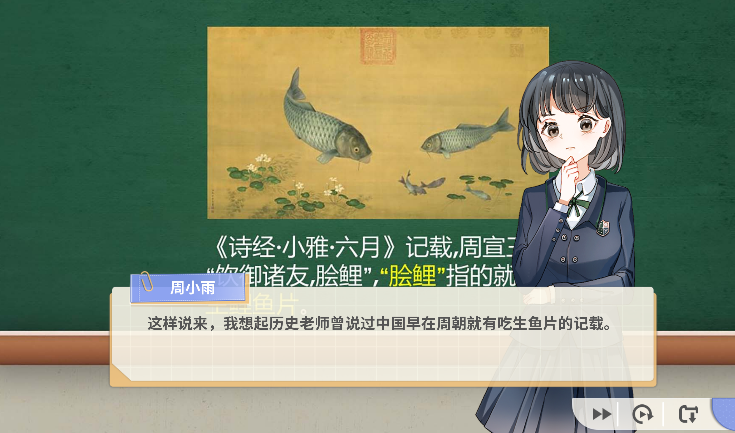 《诗经·小雅·六月》记载,周宣王
“饮御诸友,脍鲤”,“脍鲤”指的就
周小雨
这样说来，我想起历史老师曾说过中国早在周朝就有吃生鱼片的记载。